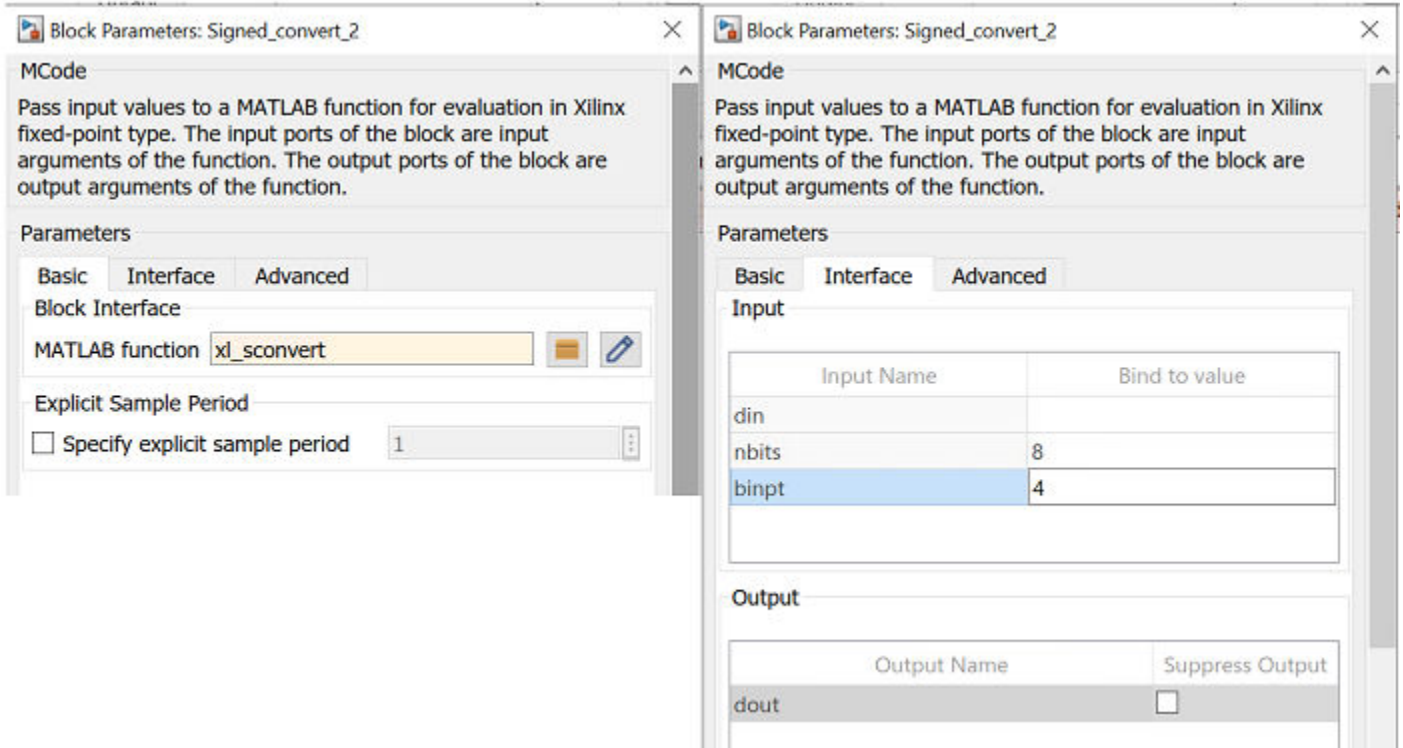 Block Parameters: Signed_convert_2
MCode
Pass input values to a MATLAB function for evaluation in Xilinx
fixed-point type. The input ports of the block are input
arguments of the function. The output ports of the block are
output arguments of the function.
Parameters
Basic Interface Advanced
Block Interface
MATLAB function xl_sconvert
Explicit Sample Period
Specify explicit sample period 1
Block Parameters: Signed_convert_2
MCode
Pass input values to a MATLAB function for evaluation in Xilinx
fixed-point type. The input ports of the block are input
arguments of the function. The output ports of the block are
output arguments of the function.
Parameters
Basic Interface Advanced
Input
Input Name Bind to value
din
nbits 8
binpt 4
Output
Output Name Suppress Output
dout